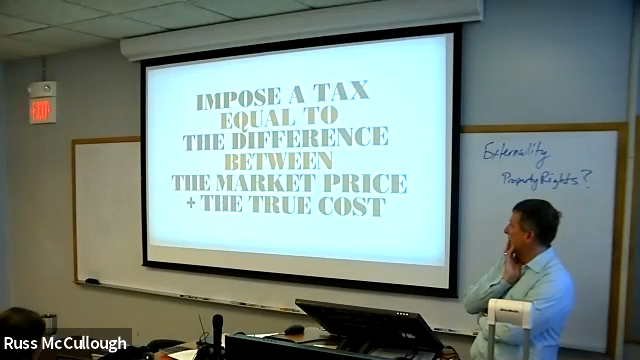 IMPOSE A TAX
EQUAL TO
THE DIFFERENCE
BETWEEN
THE MARKET PRICE
+ THE TRUE COST
EXIT
Externality
Property Rights?
Russ McCullough